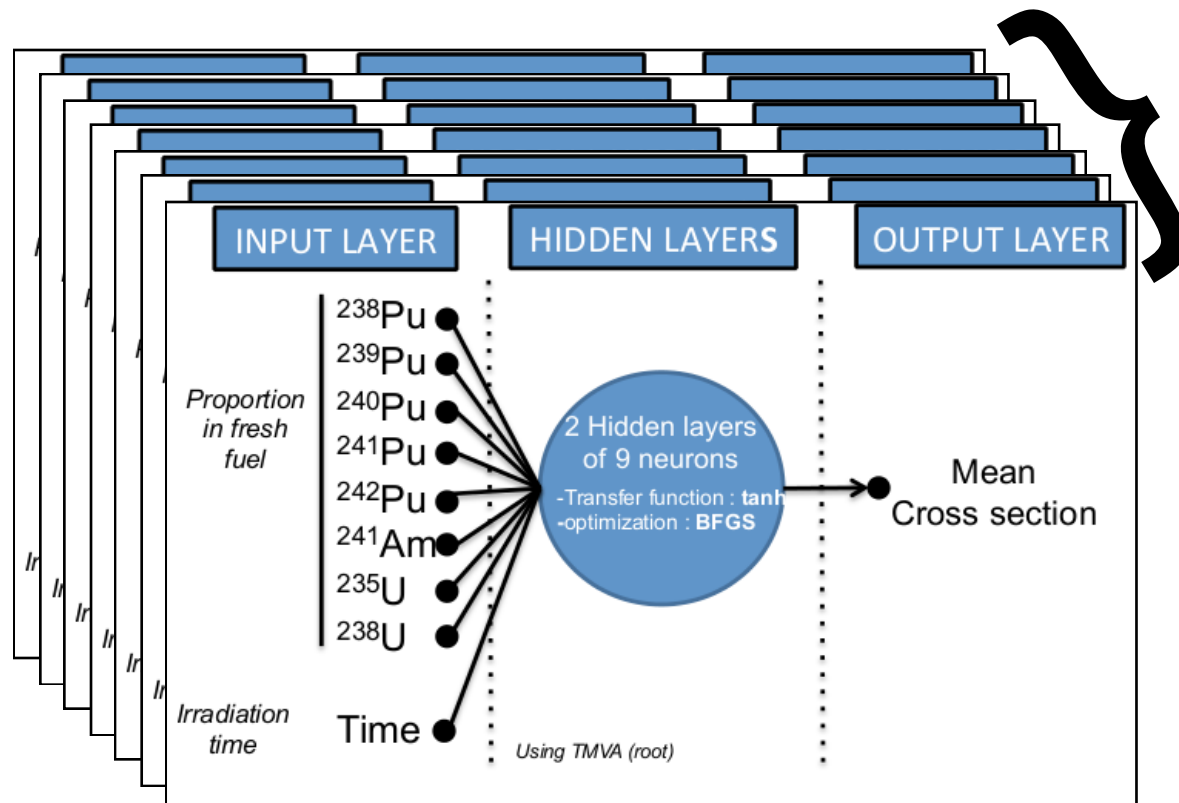 INPUT LAYER
HIDDEN LAYERS
OUTPUT LAYER
Proportion
in fresh
fuel
²³⁸Pu
²³⁹Pu
²⁴⁰Pu
²⁴¹Pu
²⁴²Pu
²⁴¹Am
²³⁵U
²³⁸U
Irradiation
time
Time
2 Hidden layers
of 9 neurons
-Transfer function : tanh
-optimization : BFGS
Using TMVA (root)
Mean
Cross section